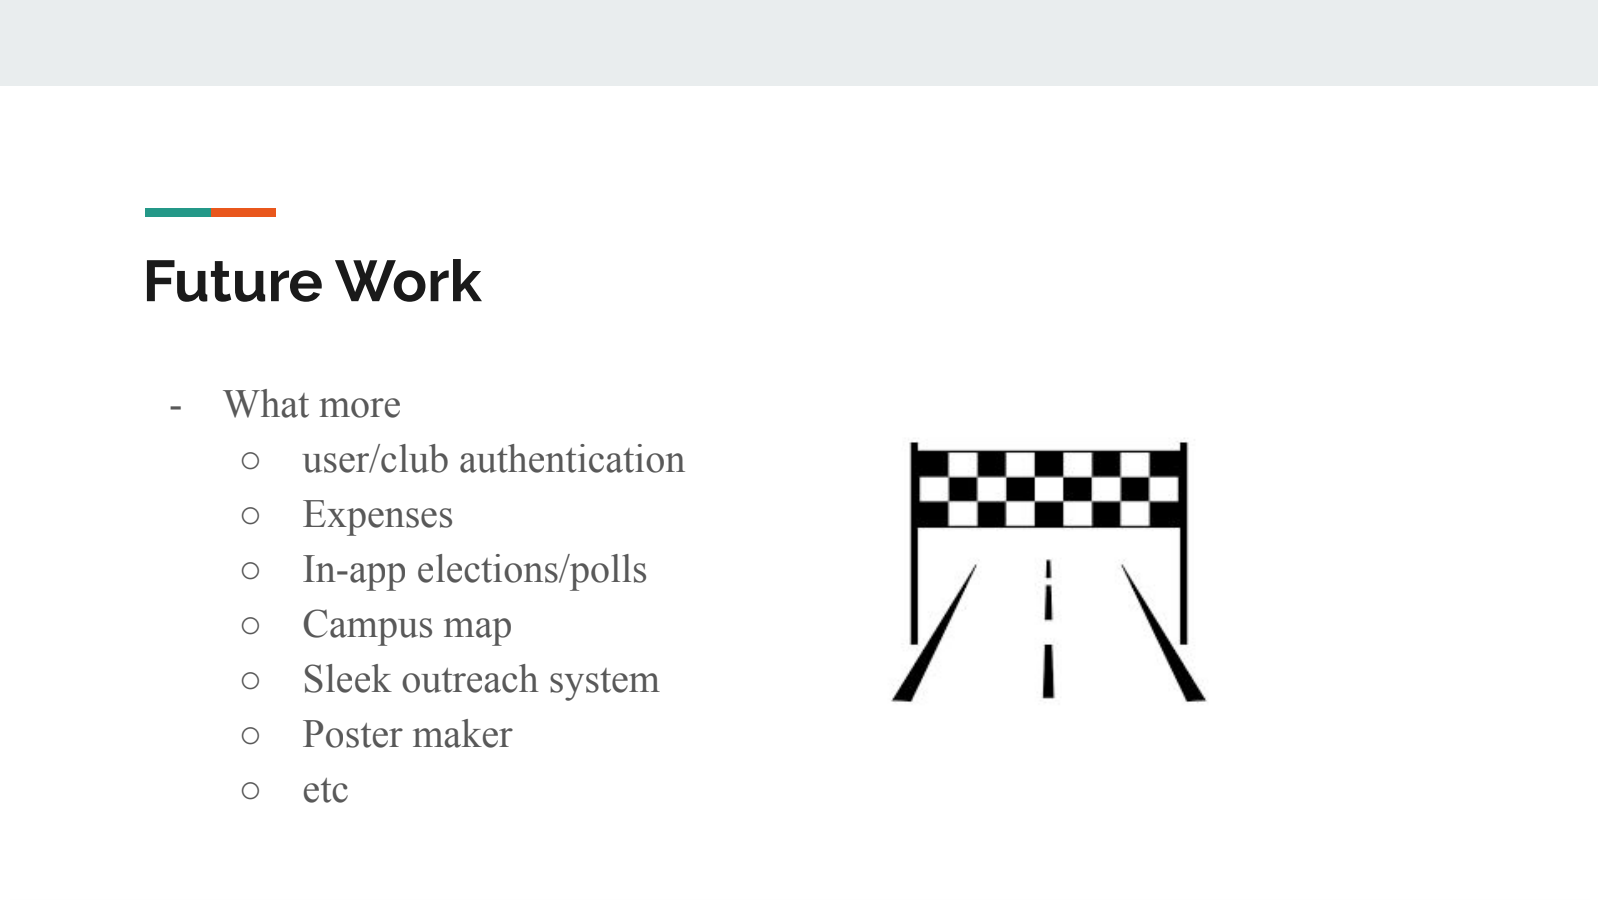 Future Work
- What more
○ user/club authentication
○ Expenses
○ In-app elections/polls
○ Campus map
○ Sleek outreach system
○ Poster maker
○ etc